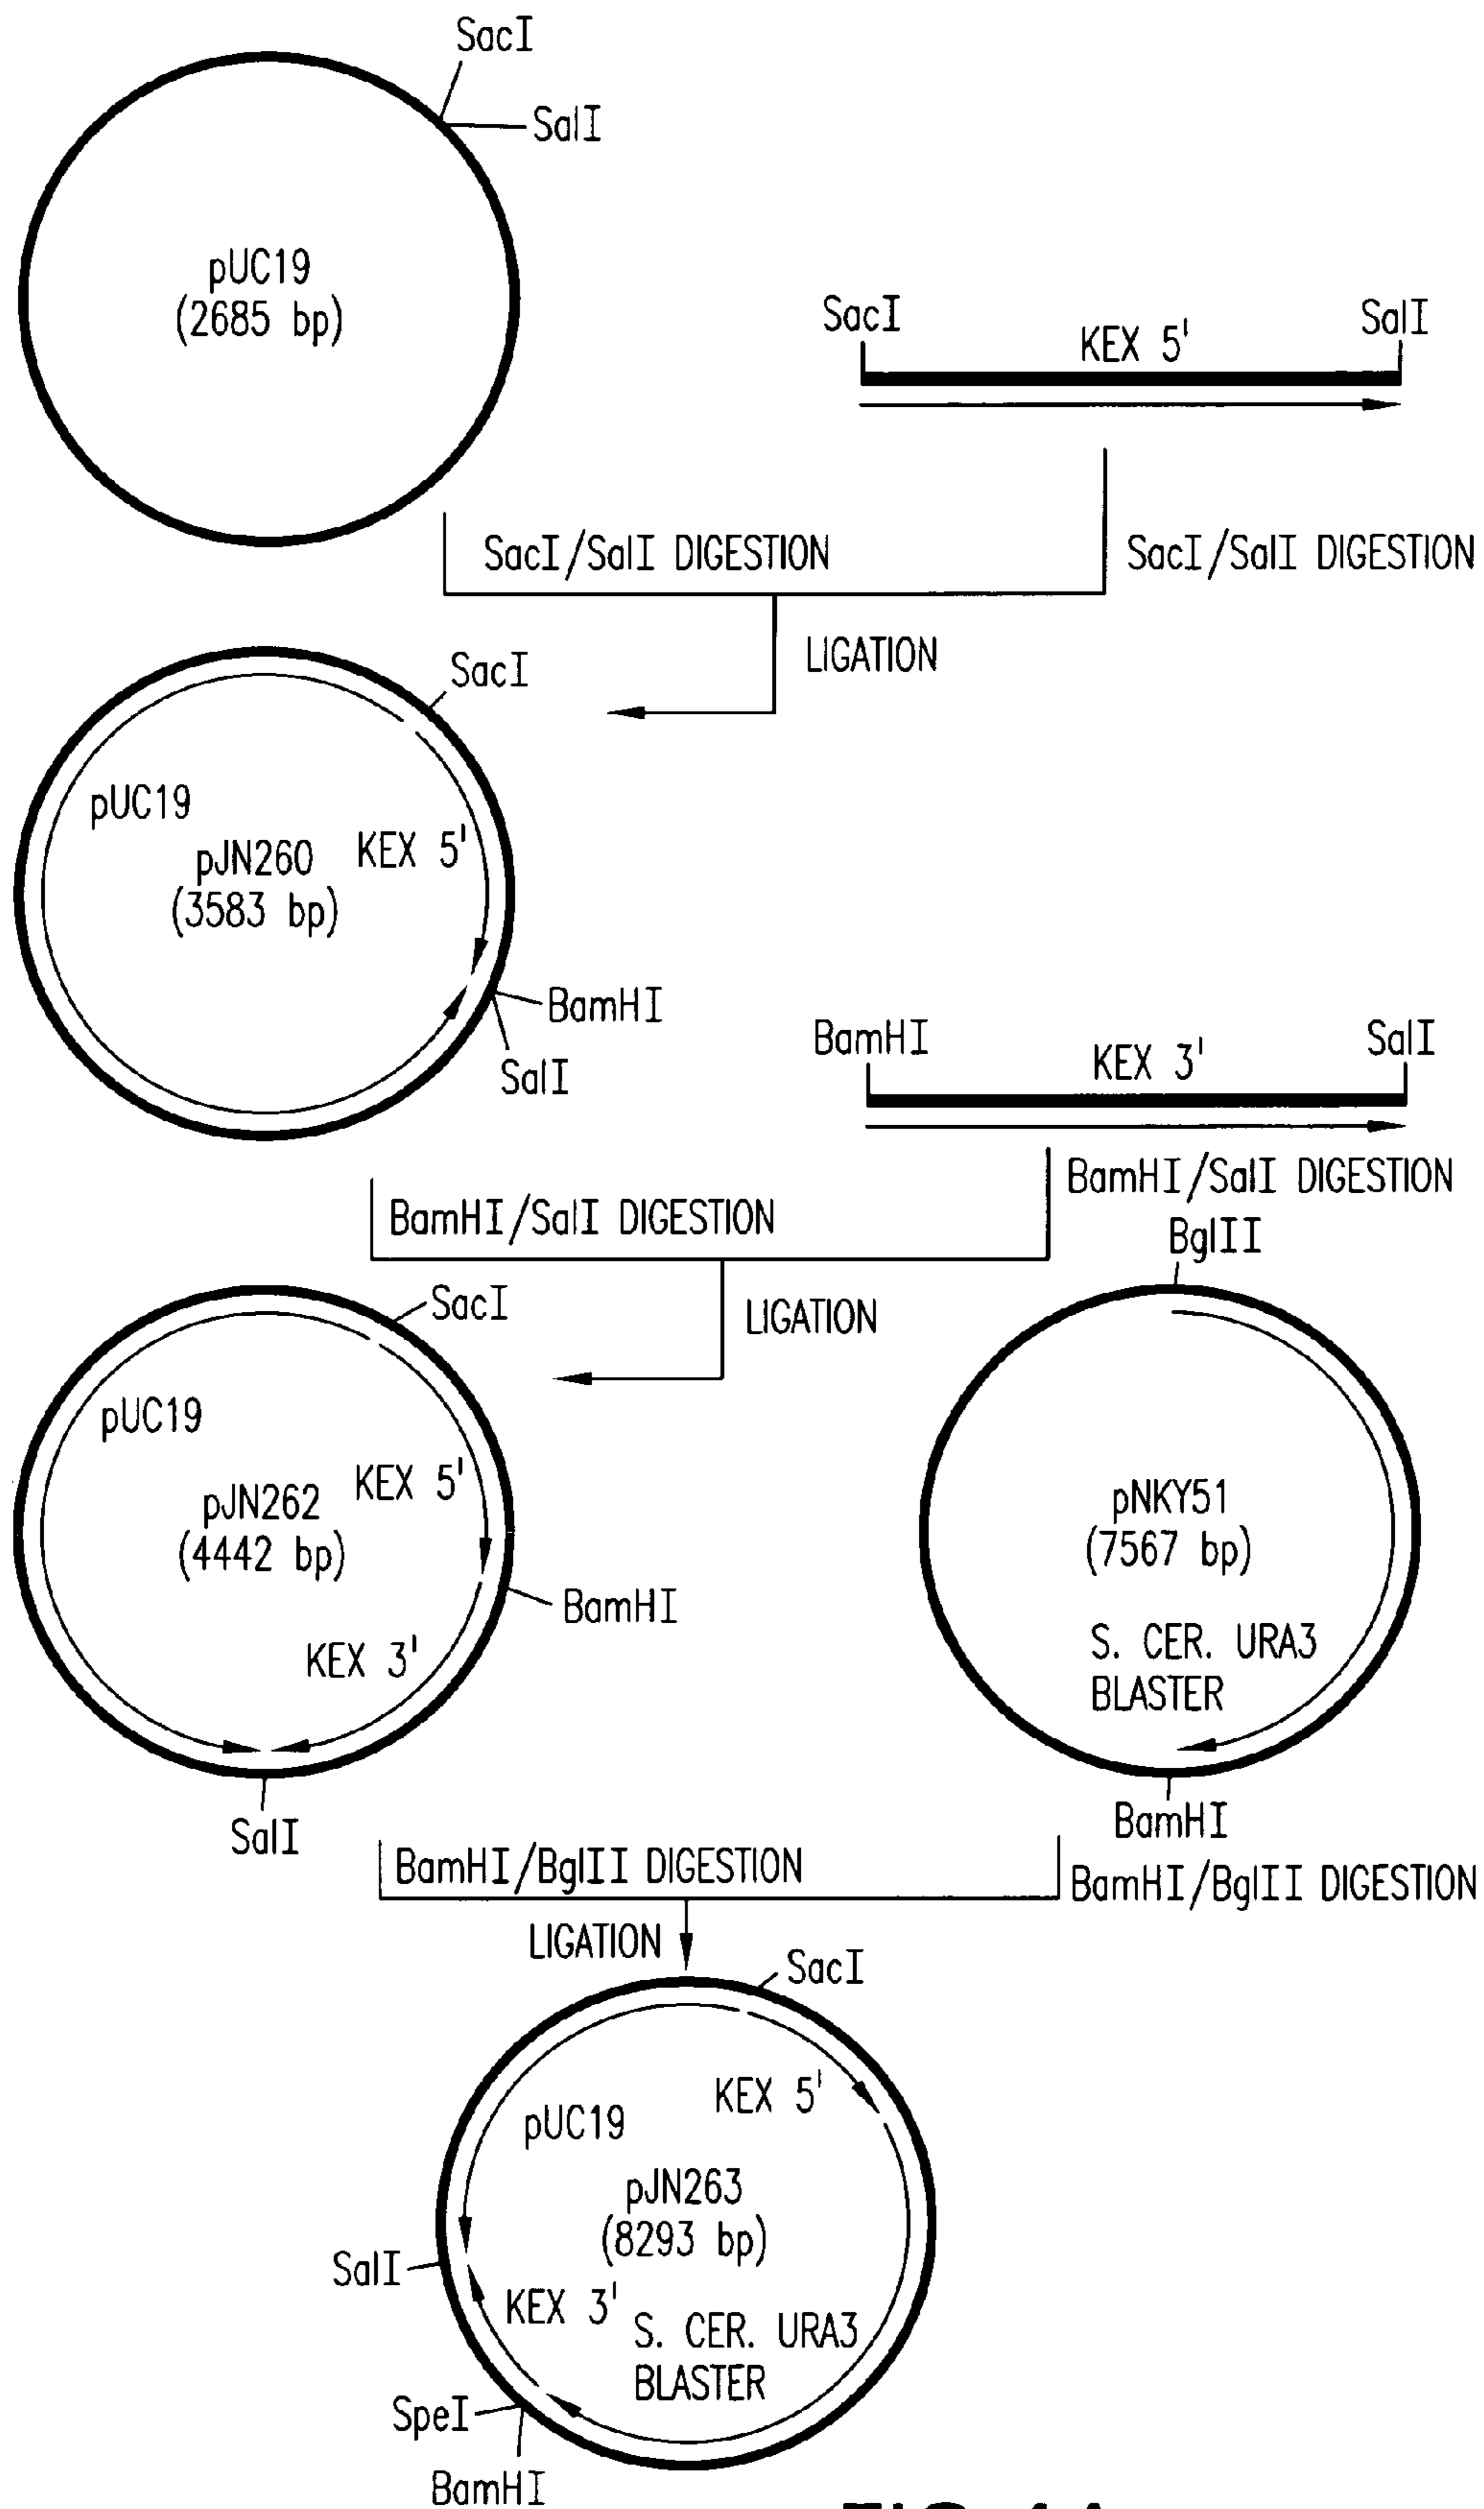 SacI
SalI
pUC19
(2685 bp)
SacI
KEX 5'
SalI
SacI/SalI DIGESTION
SacI/SalI DIGESTION
LIGATION
SacI
pUC19
pJN260
(3583 bp)
KEX 5'
BamHI
SalI
BamHI
KEX 3'
SalI
BamHI/SalI DIGESTION
BamHI/SalI DIGESTION
LIGATION
BglII
SacI
pUC19
KEX 5'
pJN262
(4442 bp)
BamHI
KEX 3'
SalI
pNKY51
(7567 bp)
S. CER. URA3
BLASTER
BamHI
BamHI/BglII DIGESTION
BamHI/BglII DIGESTION
LIGATION
SacI
KEX 5'
pUC19
pJN263
(8293 bp)
SalI
KEX 3'
S. CER. URA3
BLASTER
SpeI
BamHI